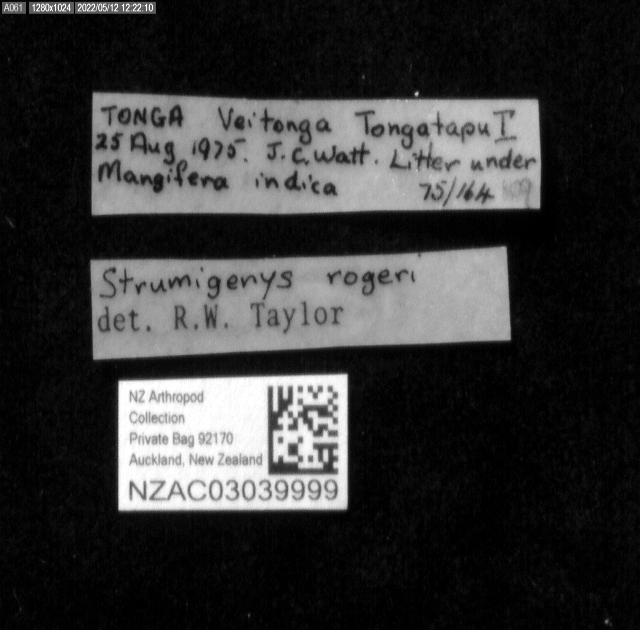 A061 1280x1024 2022/05/12 12:22:10
TONGA Veitonga Tongatapu I
25 Aug 1975. J.C. Watt. Litter under
Mangifera indica 75/164
Strumigenys rogeri
det. R.W. Taylor
NZ Arthropod
Collection
Private Bag 92170
Auckland, New Zealand
NZAC03039999